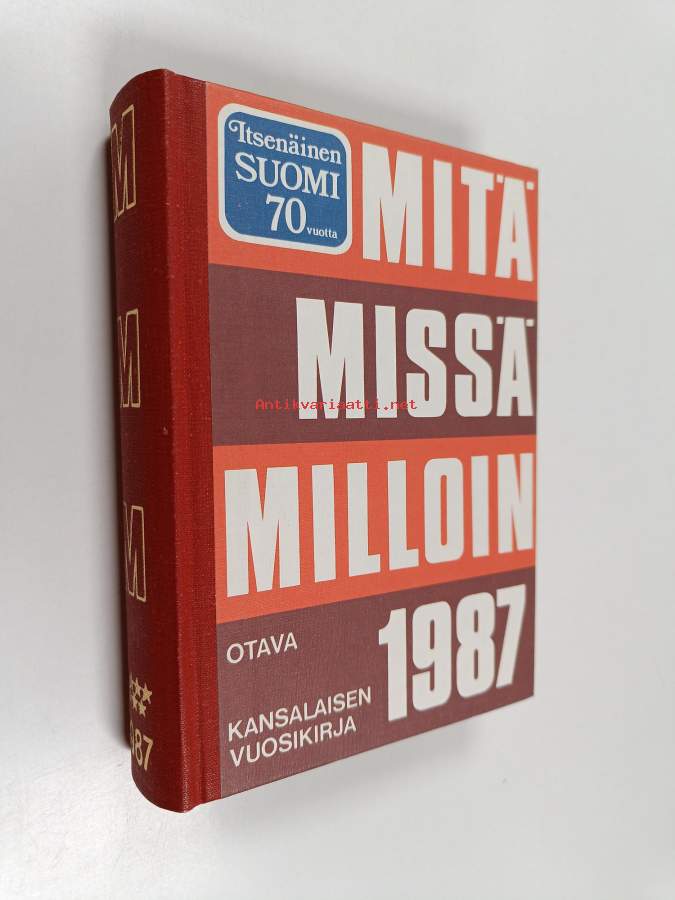 M
M
M
1987
Itsenäinen
SUOMI
70 vuotta
MITÄ
MISSÄ
Antikvariaatti.net
MILLOIN
1987
OTAVA
KANSALAISEN
VUOSIKIRJA